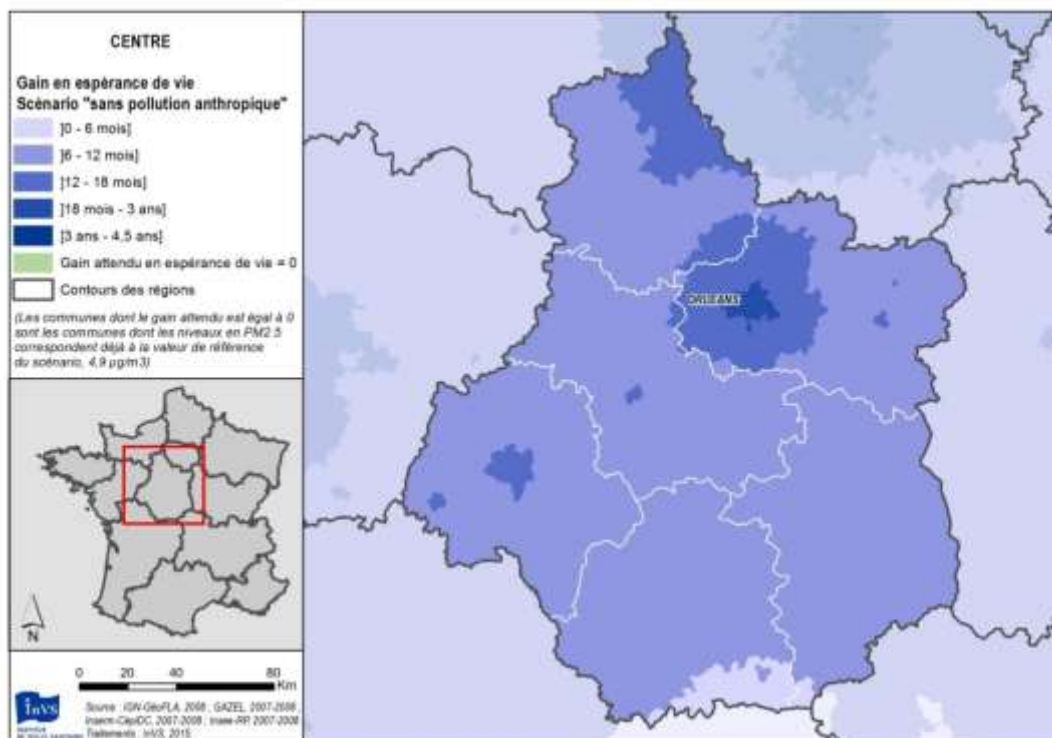 CENTRE
Gain en espérance de vie
Scénario "sans pollution anthropique"
]0 - 6 mois]
]6 - 12 mois]
]12 - 18 mois]
]18 mois - 3 ans]
]3 ans - 4,5 ans]
Gain attendu en espérance de vie = 0
Contours des régions
(Les communes dont le gain attendu est égal à 0
sont les communes dont les niveaux en PM2.5
correspondent déjà à la valeur de référence
du scénario, 4,9 µg/m3)
ORLEANS
N
0 20 40 80
Km
InVS
Source : IGN-GéoFLA, 2008 ; GAZEL, 2007-2008 ;
Inserm-CépiDC, 2007-2008 ; Insee-RP, 2007-2008
Traitements : InVS, 2015